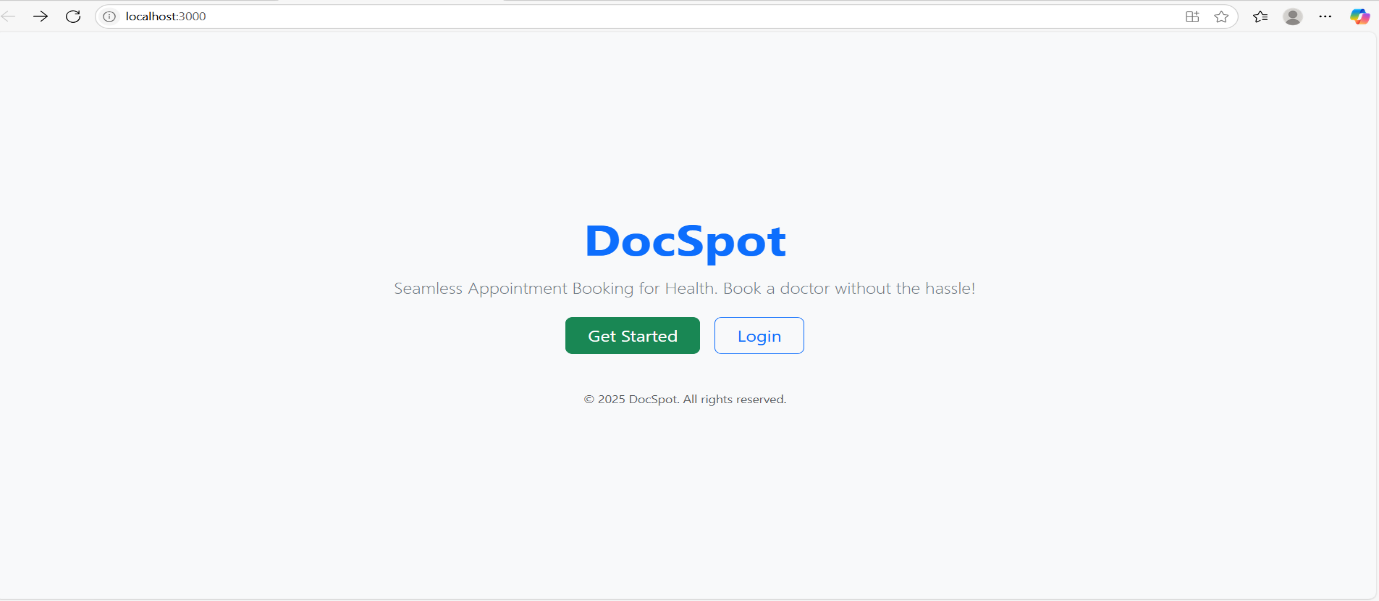 localhost:3000
DocSpot
Seamless Appointment Booking for Health. Book a doctor without the hassle!
Get Started Login
© 2025 DocSpot. All rights reserved.